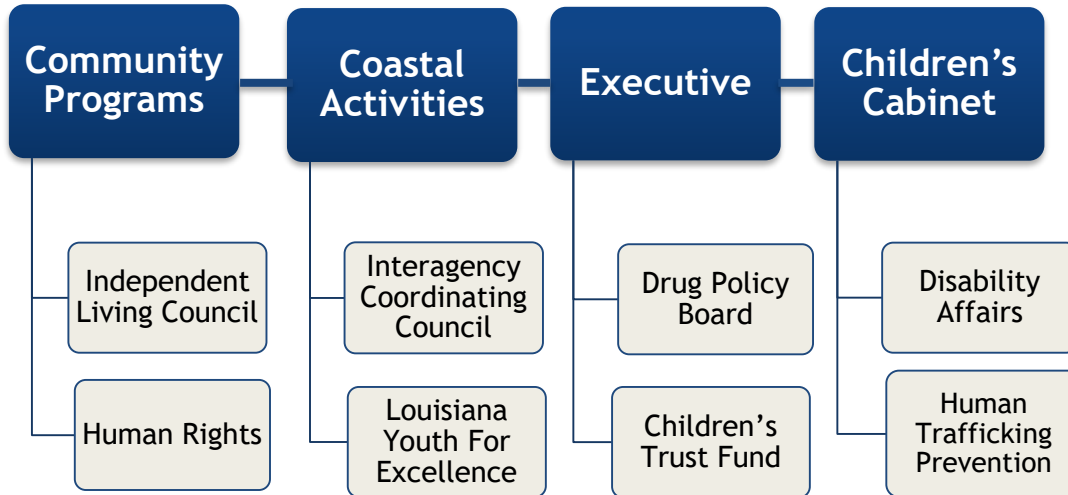 Community
Programs
Coastal
Activities
Executive
Children’s
Cabinet
Independent
Living Council
Interagency
Coordinating
Council
Drug Policy
Board
Disability
Affairs
Human Rights
Louisiana
Youth For
Excellence
Children’s
Trust Fund
Human
Trafficking
Prevention